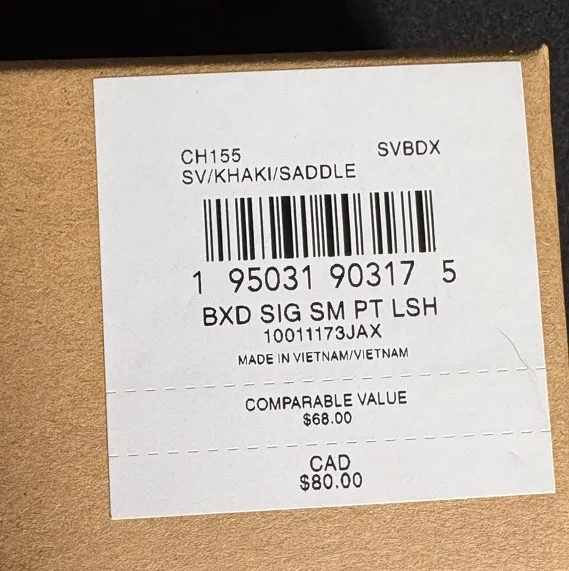 CH155 SVBDX
SV/KHAKI/SADDLE
1 95031 90317 5
BXD SIG SM PT LSH
10011173JAX
MADE IN VIETNAM/VIETNAM
COMPARABLE VALUE
$68.00
CAD
$80.00